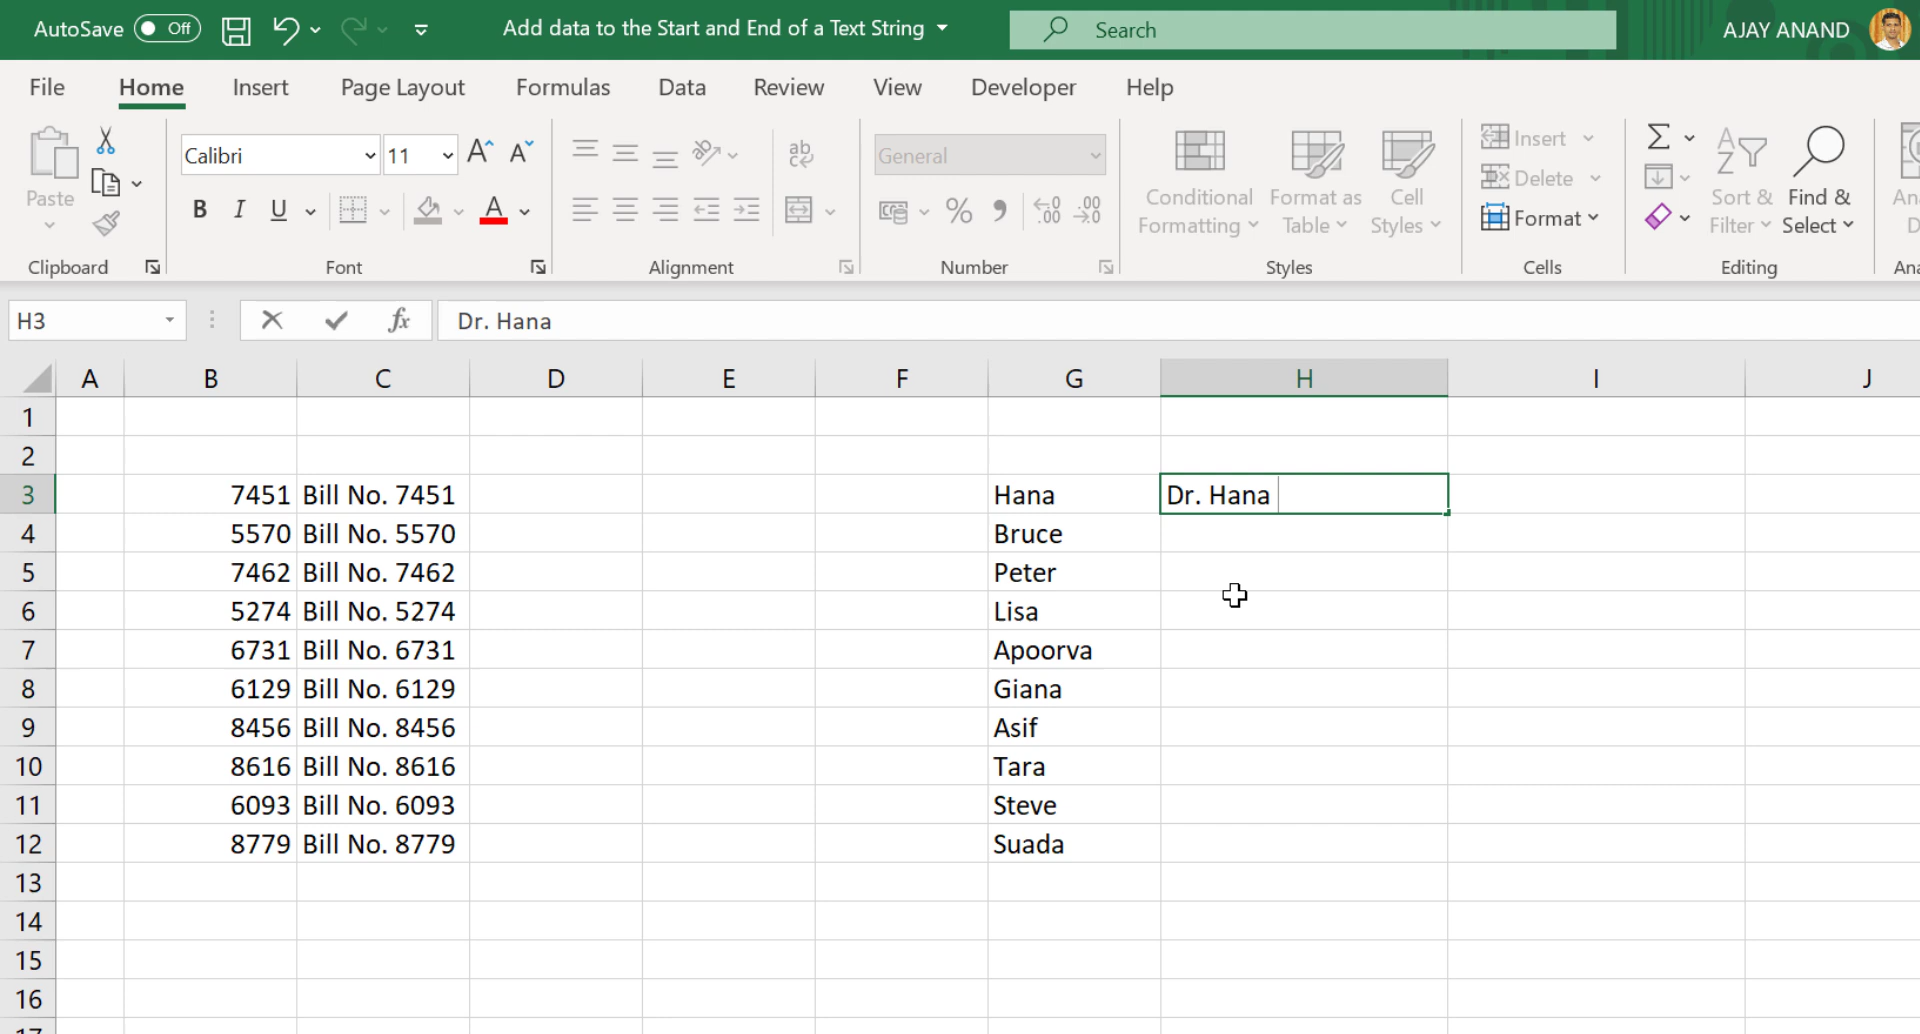 AutoSave Off Add data to the Start and End of a Text String Search AJAY ANAND
File Home Insert Page Layout Formulas Data Review View Developer Help
Paste
Clipboard
Calibri 11 A A
B I U A
Font
ab
Alignment
General
% 00 00
Number
Conditional Formatting
Format as Table
Cell Styles
Styles
Insert
Delete
Format
Cells
Sort & Filter
Find & Select
Editing
H3 fx Dr. Hana
A B C D E F G H I J
1
2
3 7451 Bill No. 7451 Hana Dr. Hana
4 5570 Bill No. 5570 Bruce
5 7462 Bill No. 7462 Peter
6 5274 Bill No. 5274 Lisa
7 6731 Bill No. 6731 Apoorva
8 6129 Bill No. 6129 Giana
9 8456 Bill No. 8456 Asif
10 8616 Bill No. 8616 Tara
11 6093 Bill No. 6093 Steve
12 8779 Bill No. 8779 Suada
13
14
15
16
17